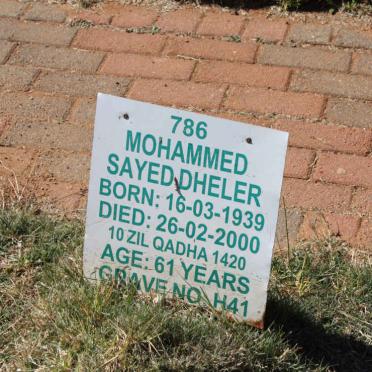 786
MOHAMMED
SAYED DHELER
BORN: 16-03-1939
DIED: 26-02-2000
10 ZIL QADHA 1420
AGE: 61 YEARS
GRAVE NO. H41